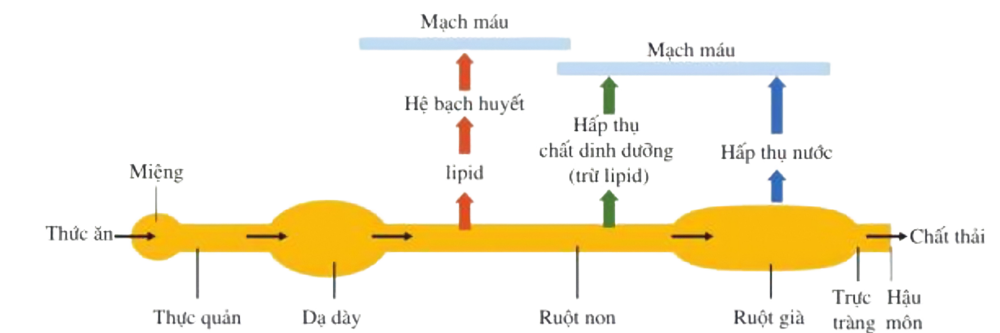 Mạch máu
Mạch máu
Hệ bạch huyết
Hấp thụ
chất dinh dưỡng
(trừ lipid)
Hấp thụ nước
lipid
Miệng
Thức ăn
Chất thải
Thực quản
Dạ dày
Ruột non
Ruột già
Trực
tràng
Hậu
môn